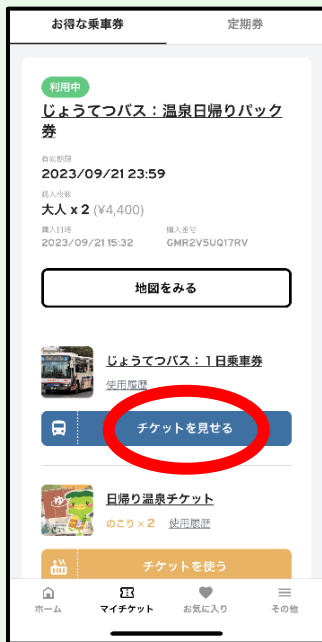 お得な乗車券
定期券
利用中
じょうてつバス：温泉日帰りパック
券
有効期限
2023/09/21 23:59
購入枚数
大人 x 2 (¥4,400)
購入日時
購入番号
2023/09/21 15:32
GMR2V5UQ17RV
地図をみる
じょうてつバス：1日乗車券
使用履歴
チケットを見せる
ゆ
日帰り温泉チケット
のこり × 2
使用履歴
チケットを使う
ホーム
マイチケット
お気に入り
その他